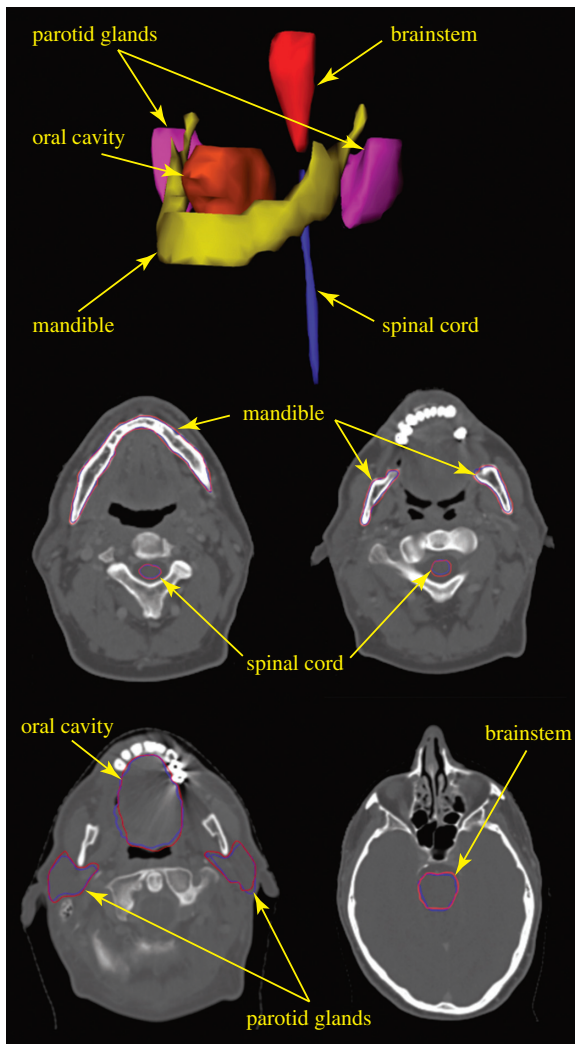 parotid glands
brainstem
oral cavity
mandible
spinal cord
mandible
spinal cord
oral cavity
brainstem
parotid glands